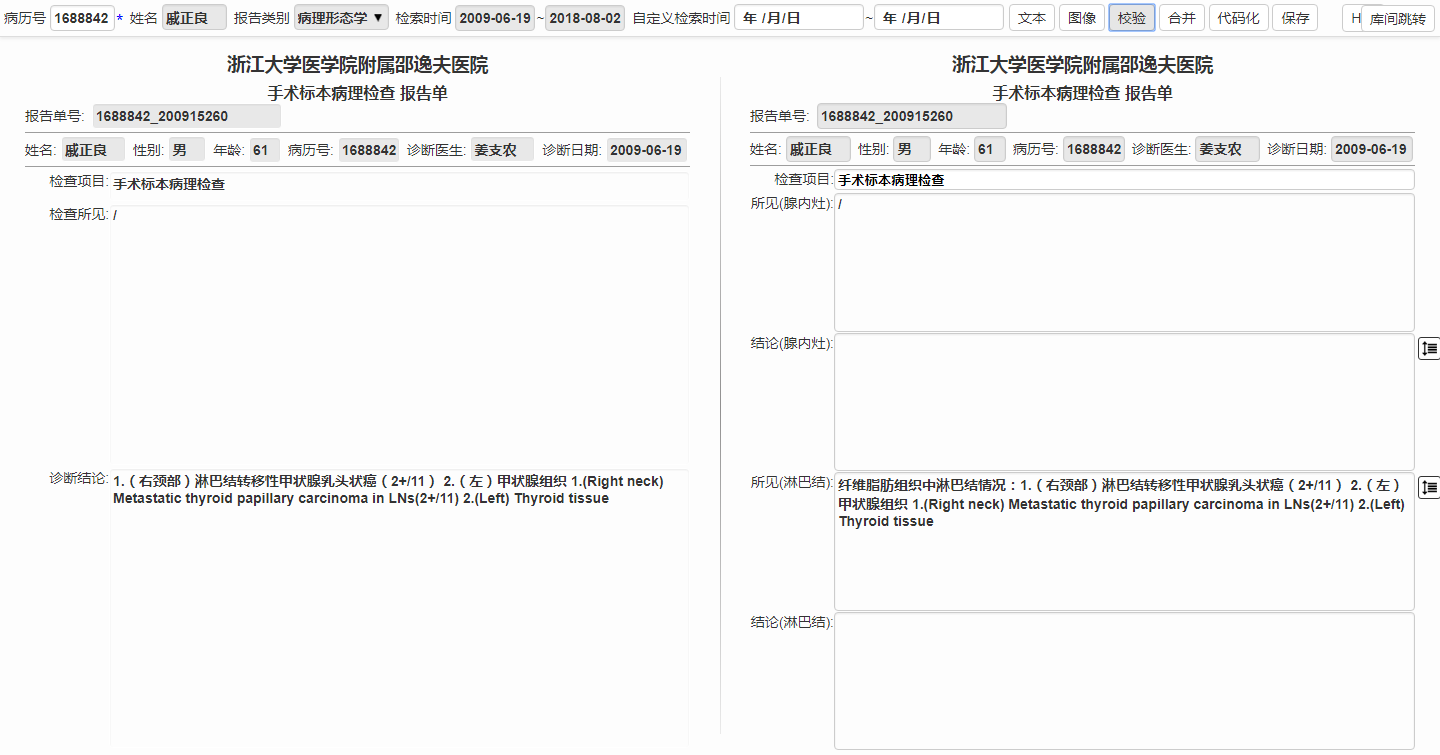 病历号 1688842 * 姓名 戚正良 报告类别 病理形态学 ▼ 检索时间 2009-06-19 ~ 2018-08-02 自定义检索时间 年 /月/日 ~ 年 /月/日 文本 图像 校验 合并 代码化 保存 H 库间跳转
浙江大学医学院附属邵逸夫医院
手术标本病理检查 报告单
报告单号: 1688842_200915260
姓名: 戚正良 性别: 男 年龄: 61 病历号: 1688842 诊断医生: 姜支农 诊断日期: 2009-06-19
检查项目: 手术标本病理检查
检查所见: /
诊断结论: 1.（右颈部）淋巴结转移性甲状腺乳头状癌（2+/11） 2.（左）甲状腺组织 1.(Right neck)
Metastatic thyroid papillary carcinoma in LNs(2+/11) 2.(Left) Thyroid tissue
浙江大学医学院附属邵逸夫医院
手术标本病理检查 报告单
报告单号: 1688842_200915260
姓名: 戚正良 性别: 男 年龄: 61 病历号: 1688842 诊断医生: 姜支农 诊断日期: 2009-06-19
检查项目: 手术标本病理检查
所见(腺内灶): /
结论(腺内灶):
所见(淋巴结): 纤维脂肪组织中淋巴结情况：1.（右颈部）淋巴结转移性甲状腺乳头状癌（2+/11） 2.（左）
甲状腺组织 1.(Right neck) Metastatic thyroid papillary carcinoma in LNs(2+/11) 2.(Left)
Thyroid tissue
结论(淋巴结):